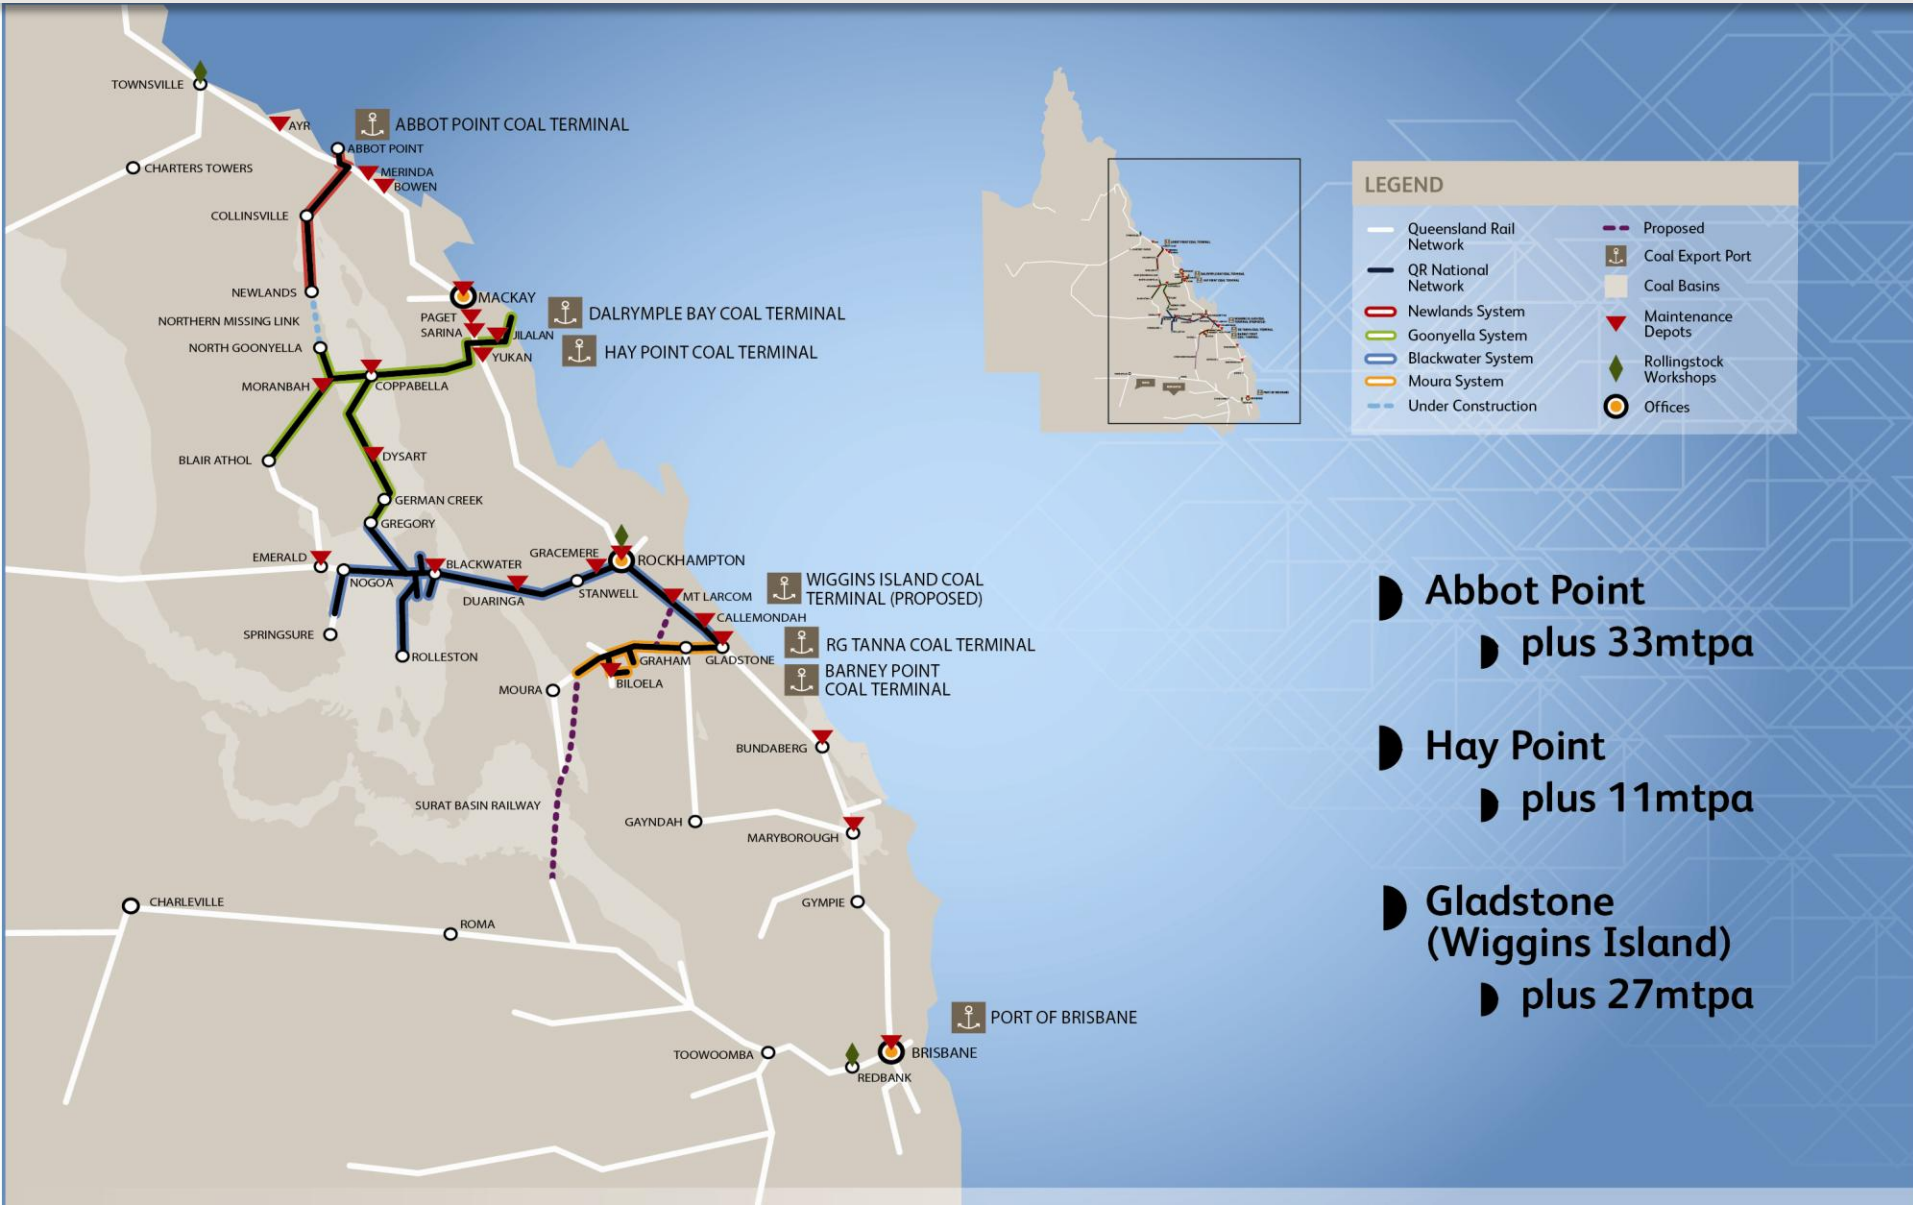 TOWNSVILLE
AYR
ABBOT POINT COAL TERMINAL
ABBOT POINT
CHARTERS TOWERS
MERINDA
BOWEN
COLLINSVILLE
NEWLANDS
MACKAY
NORTHERN MISSING LINK
PAGET
SARINA
DALRYMPLE BAY COAL TERMINAL
JILALAN
NORTH GOONYELLA
HAY POINT COAL TERMINAL
YUKAN
MORANBAH
COPPABELLA
BLAIR ATHOL
DYSART
GERMAN CREEK
GREGORY
EMERALD
BLACKWATER
GRACEMERE
ROCKHAMPTON
NOGOA
DUARINGA
STANWELL
MT LARCOM
WIGGINS ISLAND COAL
TERMINAL (PROPOSED)
CALLEMONDAH
SPRINGSURE
ROLLESTON
GRAHAM
GLADSTONE
RG TANNA COAL TERMINAL
BILOELA
BARNEY POINT
COAL TERMINAL
MOURA
BUNDABERG
SURAT BASIN RAILWAY
GAYNDAH
MARYBOROUGH
CHARLEVILLE
GYMPIE
ROMA
PORT OF BRISBANE
TOOWOOMBA
BRISBANE
REDBANK
LEGEND
Queensland Rail
Network
QR National
Network
Newlands System
Goonyella System
Blackwater System
Moura System
Under Construction
Proposed
Coal Export Port
Coal Basins
Maintenance
Depots
Rollingstock
Workshops
Offices
Abbot Point
plus 33mtpa
Hay Point
plus 11mtpa
Gladstone
(Wiggins Island)
plus 27mtpa